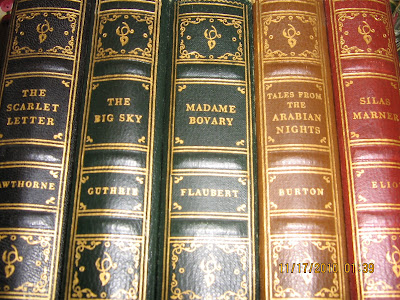 THE
SCARLET
LETTER
AWTHORNE
THE
BIG SKY
GUTHRIE
MADAME
BOVARY
FLAUBERT
TALES FROM
THE
ARABIAN
NIGHTS
BURTON
SILAS
MARNER
ELIO